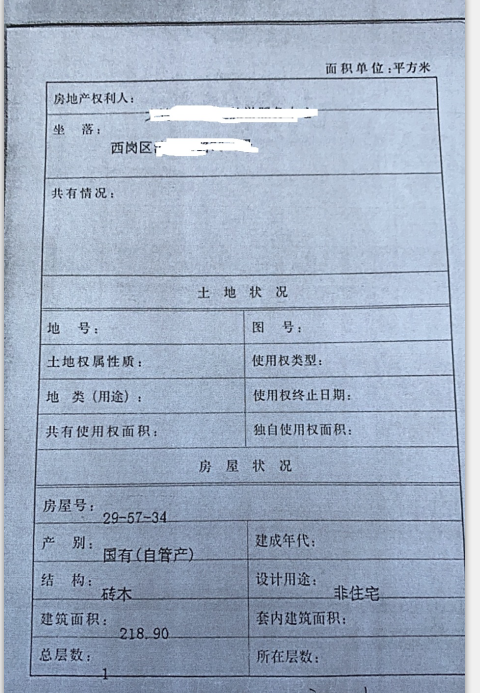 面积单位:平方米
房地产权利人:
坐 落:
西岗区
共有情况:
土 地 状 况
地 号: 图 号:
土地权属性质: 使用权类型:
地 类(用途): 使用权终止日期:
共有使用权面积: 独自使用权面积:
房 屋 状 况
房屋号: 29-57-34
产 别: 国有(自管产) 建成年代:
结 构: 砖木 设计用途: 非住宅
建筑面积: 218.90 套内建筑面积:
总层数: 1 所在层数: